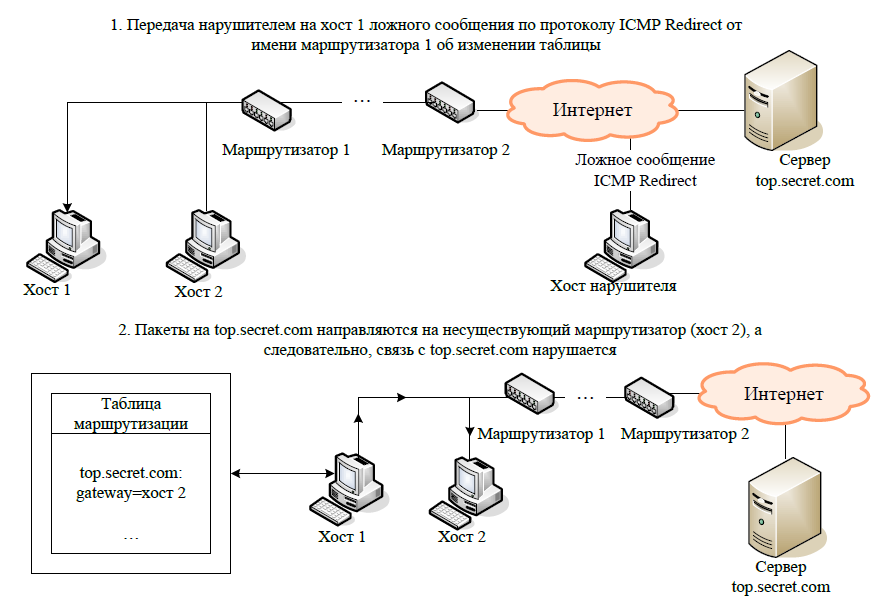 1. Передача нарушителем на хост 1 ложного сообщения по протоколу ICMP Redirect от
имени маршрутизатора 1 об изменении таблицы
...
Интернет
Маршрутизатор 1
Маршрутизатор 2
Ложное сообщение
ICMP Redirect
Сервер
top.secret.com
Хост 1
Хост 2
Хост нарушителя
2. Пакеты на top.secret.com направляются на несуществующий маршрутизатор (хост 2), а
следовательно, связь с top.secret.com нарушается
Таблица
маршрутизации
top.secret.com:
gateway=хост 2
...
...
Интернет
Маршрутизатор 1
Маршрутизатор 2
Хост 1
Хост 2
Сервер
top.secret.com